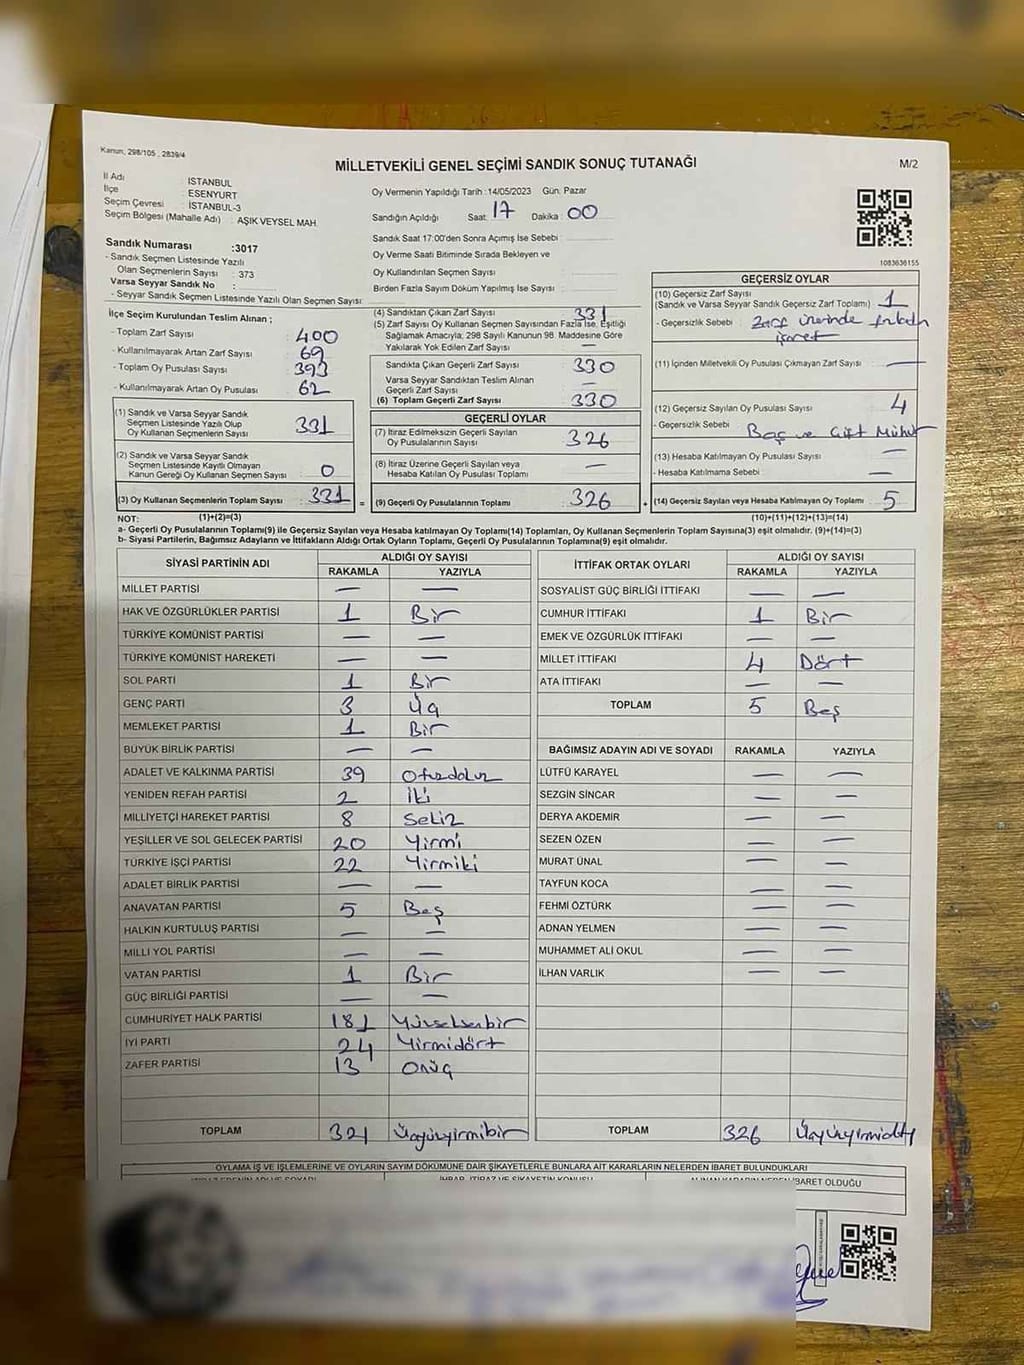 Kanun, 298/105 , 2839/4
MİLLETVEKİLİ GENEL SEÇİMİ SANDIK SONUÇ TUTANAĞI
M/2
İl Adı : İSTANBUL
İlçe : ESENYURT
Seçim Çevresi : İSTANBUL-3
Seçim Bölgesi (Mahalle Adı) : AŞIK VEYSEL MAH.
Sandık Numarası :3017
- Sandık Seçmen Listesinde Yazılı
Olan Seçmenlerin Sayısı : 373
Varsa Seyyar Sandık No :
- Seyyar Sandık Seçmen Listesinde Yazılı Olan Seçmen Sayısı:
Oy Vermenin Yapıldığı Tarih :14/05/2023 Gün: Pazar
Sandığın Açıldığı Saat: 17 Dakika: 00
Sandık Saat 17:00'den Sonra Açımış İse Sebebi :
Oy Verme Saati Bitiminde Sırada Bekleyen ve
Oy Kullandırılan Seçmen Sayısı :
Birden Fazla Sayım Döküm Yapılmış İse Sayısı :
1083636155
İlçe Seçim Kurulundan Teslim Alınan ;
- Toplam Zarf Sayısı : 400
- Kullanılmayarak Artan Zarf Sayısı : 69
- Toplam Oy Pusulası Sayısı : 393
- Kullanılmayarak Artan Oy Pusulası : 62
(4) Sandıktan Çıkan Zarf Sayısı : 331
(5) Zarf Sayısı Oy Kullanan Seçmen Sayısından Fazla İse, Eşitliği
Sağlamak Amacıyla; 298 Sayılı Kanunun 98. Maddesine Göre
Yakılarak Yok Edilen Zarf Sayısı : —
Sandıkta Çıkan Geçerli Zarf Sayısı : 330
Varsa Seyyar Sandıktan Teslim Alınan
Geçerli Zarf Sayısı : —
(6) Toplam Geçerli Zarf Sayısı : 330
GEÇERSİZ OYLAR
(10) Geçersiz Zarf Sayısı
(Sandık ve Varsa Seyyar Sandık Geçersiz Zarf Toplamı) : 1
- Geçersizlik Sebebi : Zarf üzerinde
işaret
(11) İçinden Milletvekili Oy Pusulası Çıkmayan Zarf Sayısı : —
(12) Geçersiz Sayılan Oy Pusulası Sayısı : 4
- Geçersizlik Sebebi : Boş ve Çift Mühür
(13) Hesaba Katılmayan Oy Pusulası Sayısı : —
- Hesaba Katılmama Sebebi : —
(14) Geçersiz Sayılan veya Hesaba Katılmayan Oy Toplamı : 5
(1) Sandık ve Varsa Seyyar Sandık
Seçmen Listesinde Yazılı Olup
Oy Kullanan Seçmenlerin Sayısı : 331
(2) Sandık ve Varsa Seyyar Sandık
Seçmen Listesinde Kayıtlı Olmayan
Kanun Gereği Oy Kullanan Seçmen Sayısı : 0
(3) Oy Kullanan Seçmenlerin Toplam Sayısı : 331 =
GEÇERLİ OYLAR
(7) İtiraz Edilmeksizin Geçerli Sayılan
Oy Pusulalarının Sayısı : 326
(8) İtiraz Üzerine Geçerli Sayılan veya
Hesaba Katılan Oy Pusulası Toplamı : —
(9) Geçerli Oy Pusulalarının Toplamı : 326 +
NOT: (1)+(2)=(3)
(10)+(11)+(12)+(13)=(14)
a- Geçerli Oy Pusulalarının Toplamı(9) ile Geçersiz Sayılan veya Hesaba katılmayan Oy Toplamı(14) Toplamları, Oy Kullanan Seçmenlerin Toplam Sayısına(3) eşit olmalıdır. (9)+(14)=(3)
b- Siyasi Partilerin, Bağımsız Adayların ve İttifakların Aldığı Ortak Oyların Toplamı, Geçerli Oy Pusulalarının Toplamına(9) eşit olmalıdır.
SİYASİ PARTİNİN ADI ALDIĞI OY SAYISI
RAKAMLA YAZIYLA
MİLLET PARTİSİ — —
HAK VE ÖZGÜRLÜKLER PARTİSİ 1 Bir
TÜRKİYE KOMÜNİST PARTİSİ — —
TÜRKİYE KOMÜNİST HAREKETİ — —
SOL PARTİ 1 Bir
GENÇ PARTİ 3 Üç
MEMLEKET PARTİSİ 1 Bir
BÜYÜK BİRLİK PARTİSİ — —
ADALET VE KALKINMA PARTİSİ 39 Otuzdokuz
YENİDEN REFAH PARTİSİ 2 İki
MİLLİYETÇİ HAREKET PARTİSİ 8 Sekiz
YEŞİLLER VE SOL GELECEK PARTİSİ 20 Yirmi
TÜRKİYE İŞÇİ PARTİSİ 22 Yirmiiki
ADALET BİRLİK PARTİSİ — —
ANAVATAN PARTİSİ 5 Beş
HALKIN KURTULUŞ PARTİSİ — —
MİLLİ YOL PARTİSİ — —
VATAN PARTİSİ 1 Bir
GÜÇ BİRLİĞİ PARTİSİ — —
CUMHURİYET HALK PARTİSİ 181 Yüzseksenbir
İYİ PARTİ 24 Yirmidört
ZAFER PARTİSİ 13 Onüç
TOPLAM 321 Üçyüzyirmibir
İTTİFAK ORTAK OYLARI ALDIĞI OY SAYISI
RAKAMLA YAZIYLA
SOSYALİST GÜÇ BİRLİĞİ İTTİFAKI — —
CUMHUR İTTİFAKI 1 Bir
EMEK VE ÖZGÜRLÜK İTTİFAKI — —
MİLLET İTTİFAKI 4 Dört
ATA İTTİFAKI — —
TOPLAM 5 Beş
BAĞIMSIZ ADAYIN ADI VE SOYADI RAKAMLA YAZIYLA
LÜTFÜ KARAYEL — —
SEZGİN SİNCAR — —
DERYA AKDEMİR — —
SEZEN ÖZEN — —
MURAT ÜNAL — —
TAYFUN KOCA — —
FEHMİ ÖZTÜRK — —
ADNAN YELMEN — —
MUHAMMET ALİ OKUL — —
İLHAN VARLIK — —
TOPLAM 326 Üçyüzyirmialtı
OYLAMA İŞ VE İŞLEMLERİNE VE OYLARIN SAYIM DÖKÜMÜNE DAİR ŞİKAYETLERLE BUNLARA AİT KARARLARIN NELERDEN İBARET BULUNDUKLARI
İBARET OLDUĞU